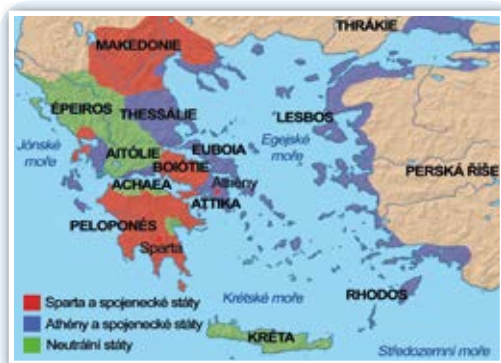 THRÁKIE
MAKEDONIE
ÉPEIROS
THESSÁLIE
LESBOS
Jónské
moře
EUBOIA
Egejské
moře
AITÓLIE
BOIÓTIE
Athény
PERSKÁ ŘÍŠE
ACHAEA
ATTIKA
PELOPONÉS
Sparta
Krétské moře
RHODOS
KRÉTA
Středozemní moře
Sparta a spojenecké státy
Athény a spojenecké státy
Neutrální státy